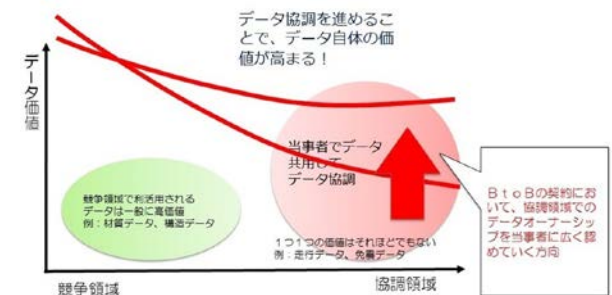 データ協調を進めるこ
とで、データ自体の価
値が高まる！
データ価値
当事者でデータ
共用して
データ協調
競争領域で利活用される
データは一般に高価値
例：材質データ、構造データ
１つ１つの価値はそれほどでもない
例：走行データ、免震データ
ＢｔｏＢの契約にお
いて、協調領域での
データオーナーシッ
プを当事者に広く認
めていく方向
競争領域
協調領域